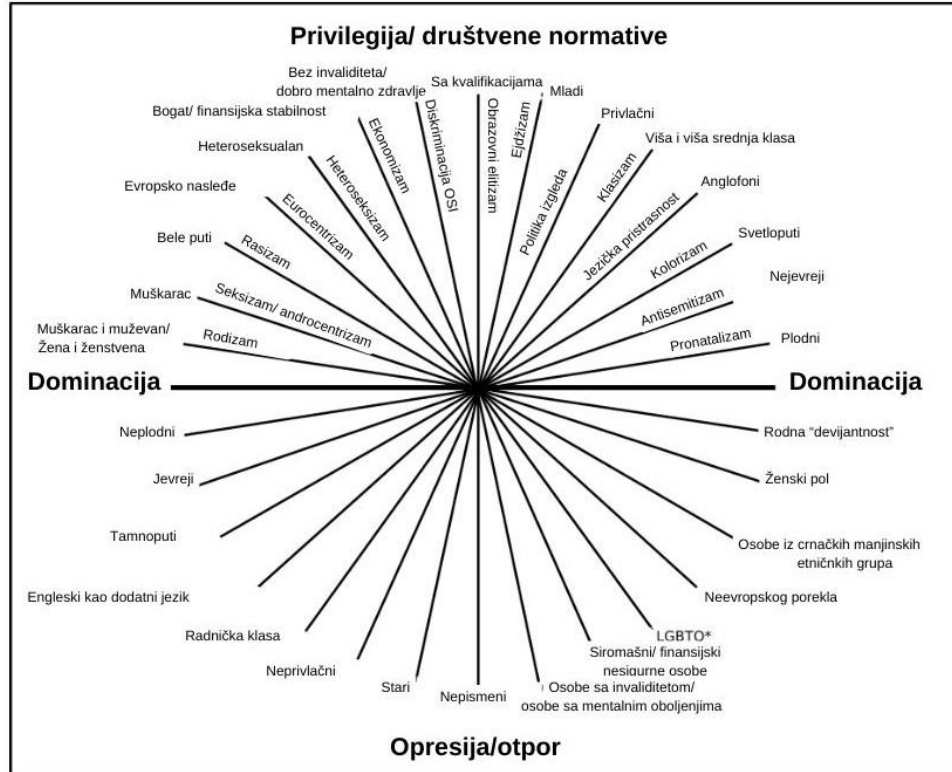 Privilegija/ društvene normative
Bez invaliditeta/
dobro mentalno zdravlje
Sa kvalifikacijama
Mladi
Bogat/ finansijska stabilnost
Privlačni
Heteroseksualan
Viša i viša srednja klasa
Evropsko nasleđe
Anglofoni
Bele puti
Svetloputi
Muškarac
Nejevreji
Muškarac i muževan/
Žena i ženstvena
Plodni
Rodizam
Seksizam/ androcentrizam
Rasizam
Eurocentrizam
Heteroseksizam
Ekonomizam
Diskriminacija OSI
Obrazovni elitizam
Ejdžizam
Politika izgleda
Klasizam
Jezička pristrasnost
Kolorizam
Antisemitizam
Pronatalizam
Dominacija
Dominacija
Neplodni
Rodna “devijantnost”
Jevreji
Ženski pol
Tamnoputi
Osobe iz crnačkih manjinskih
etničnkih grupa
Engleski kao dodatni jezik
Neevropskog porekla
Radnička klasa
LGBTO*
Neprivlačni
Siromašni/ finansijski
nesigurne osobe
Stari
Nepismeni
Osobe sa invaliditetom/
osobe sa mentalnim oboljenjima
Opresija/otpor